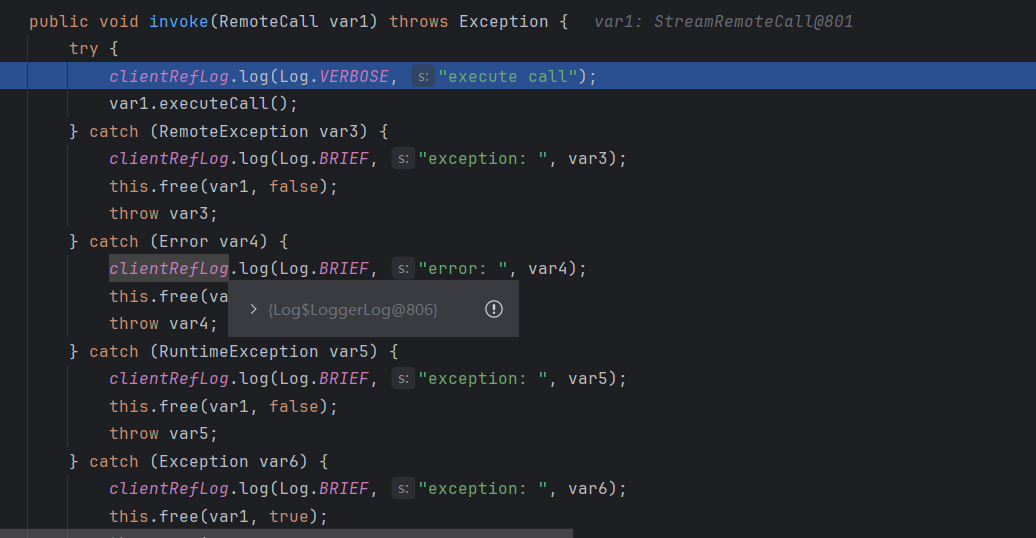 public void invoke(RemoteCall var1) throws Exception {   var1: StreamRemoteCall@801
    try {
        clientRefLog.log(Log.VERBOSE, s: "execute call");
        var1.executeCall();
    } catch (RemoteException var3) {
        clientRefLog.log(Log.BRIEF, s: "exception: ", var3);
        this.free(var1, false);
        throw var3;
    } catch (Error var4) {
        clientRefLog.log(Log.BRIEF, s: "error: ", var4);
        this.free(va
{Log$LoggerLog@806}
        throw var4;
    } catch (RuntimeException var5) {
        clientRefLog.log(Log.BRIEF, s: "exception: ", var5);
        this.free(var1, false);
        throw var5;
    } catch (Exception var6) {
        clientRefLog.log(Log.BRIEF, s: "exception: ", var6);
        this.free(var1, true);